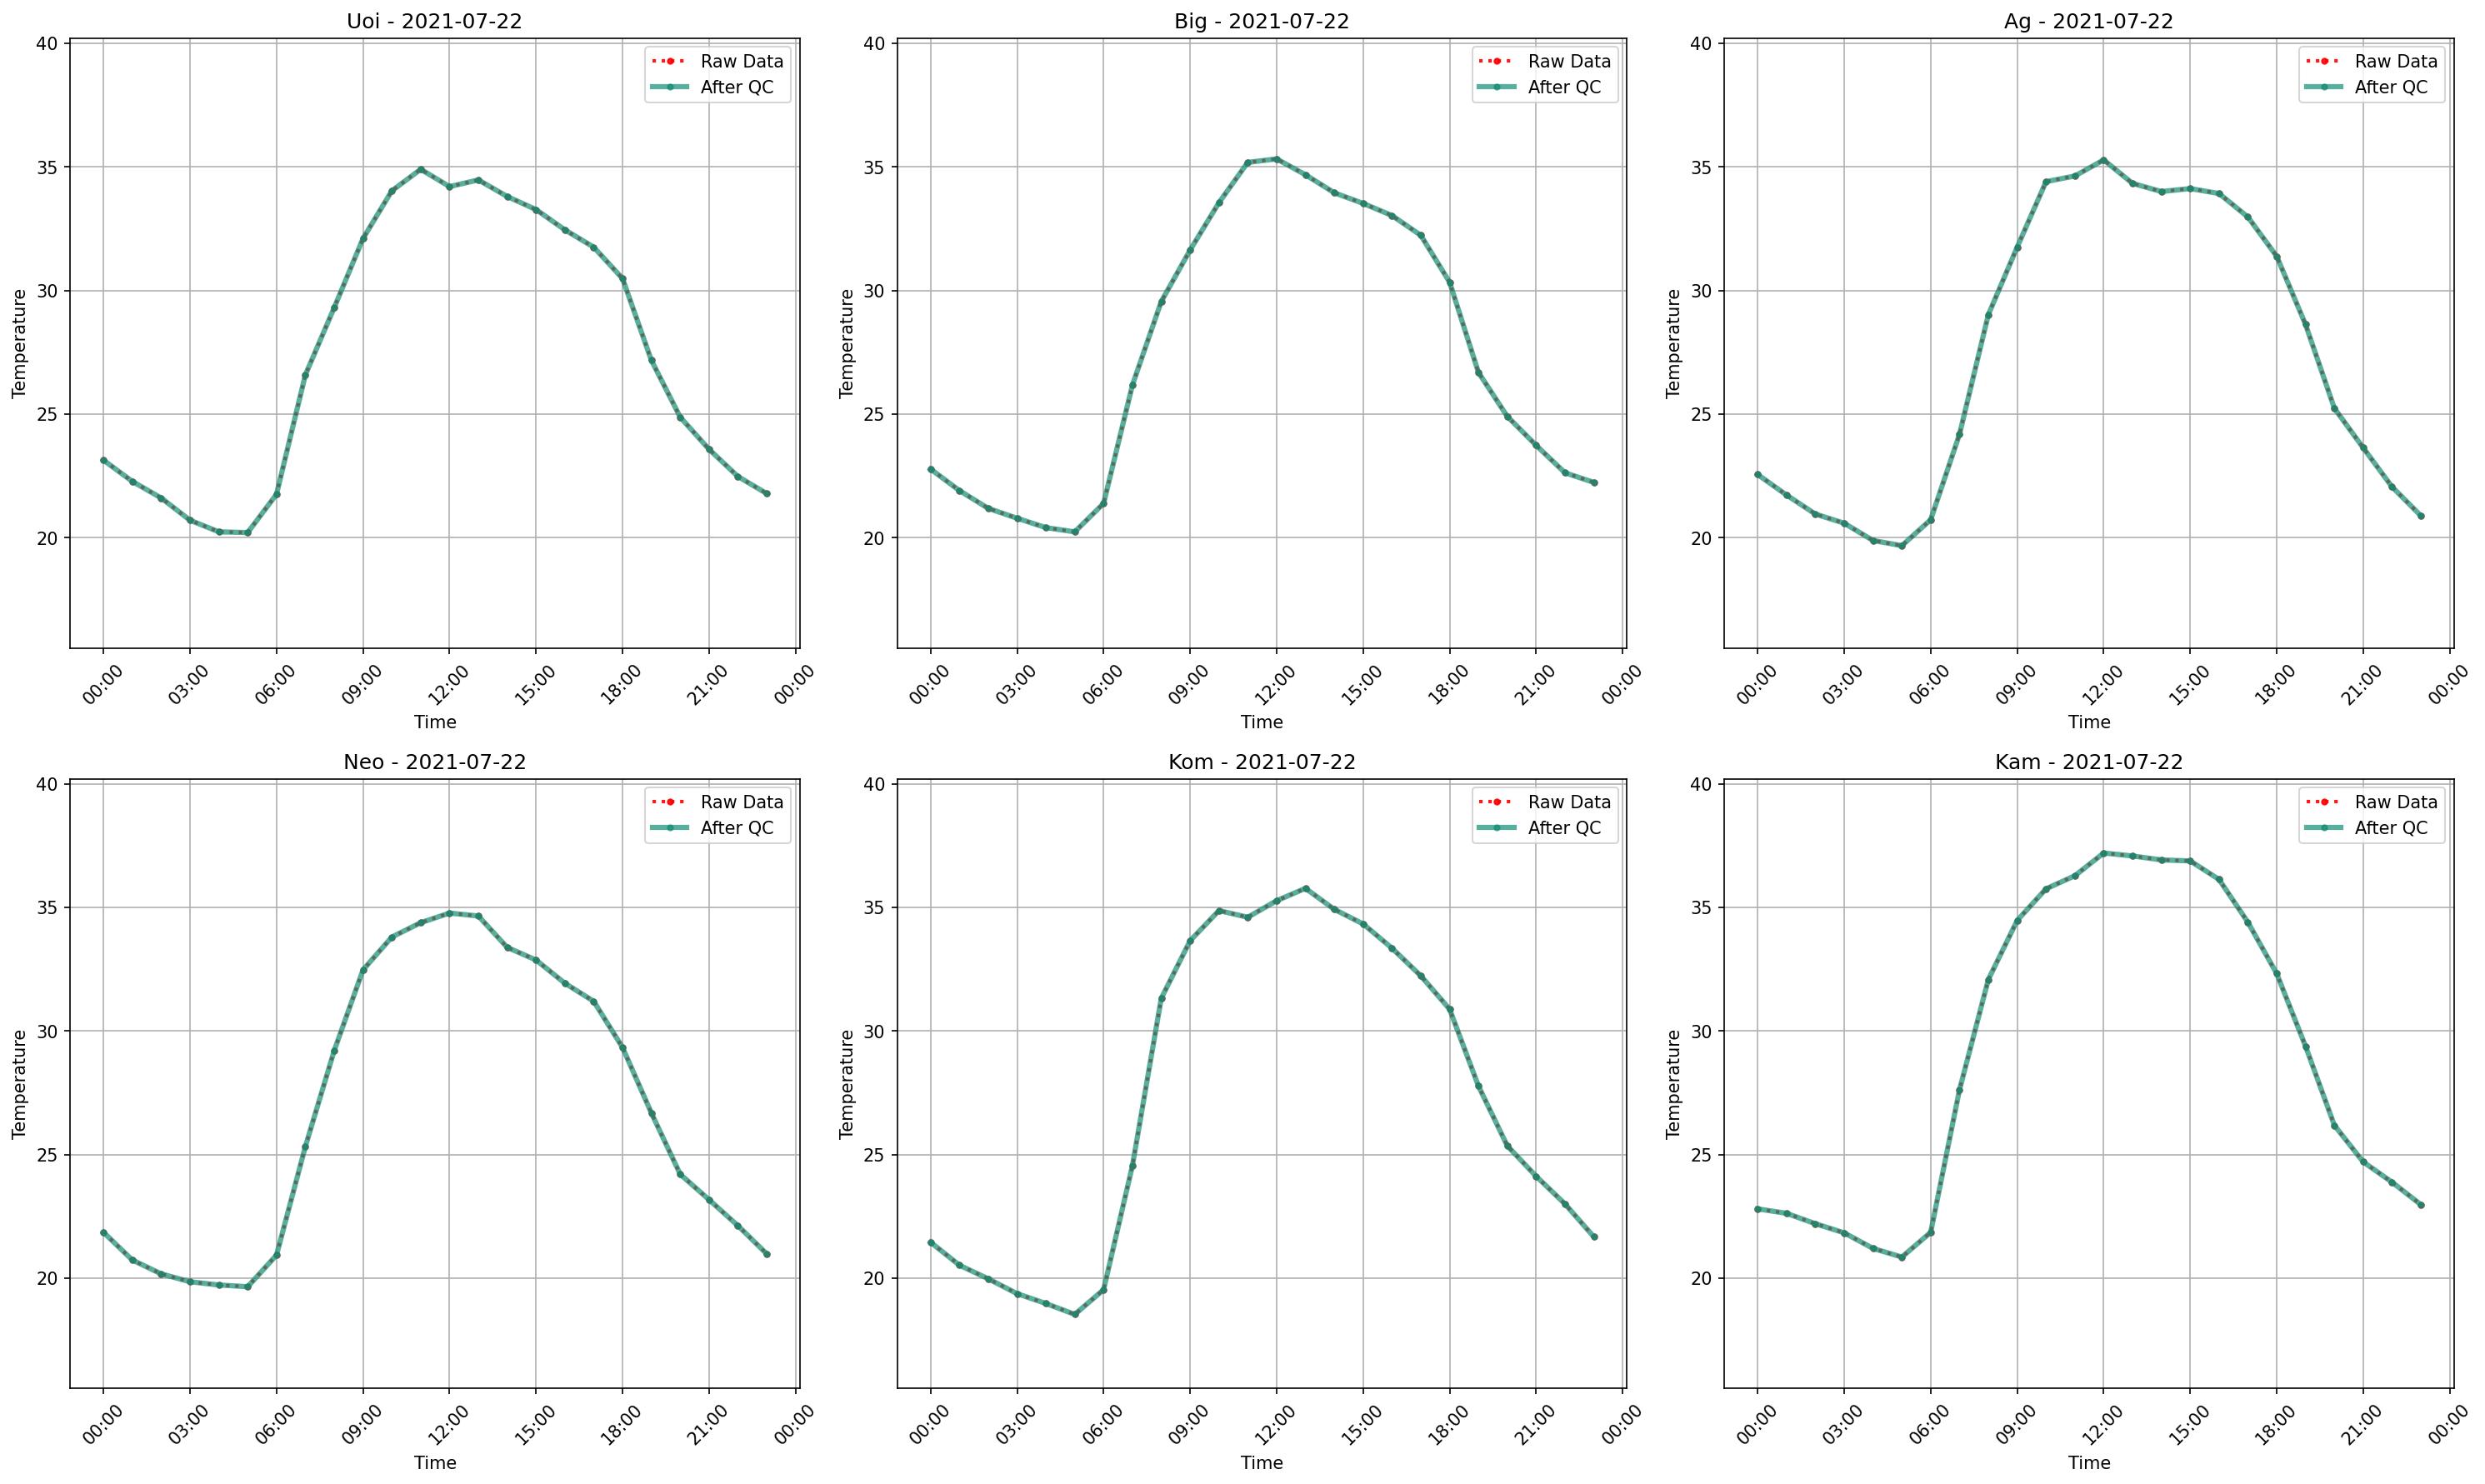 Uoi - 2021-07-22
40
35
30
25
20
Temperature
Raw Data
After QC
00:00
03:00
06:00
09:00
12:00
15:00
18:00
21:00
00:00
Time
Big - 2021-07-22
40
35
30
25
20
Temperature
Raw Data
After QC
00:00
03:00
06:00
09:00
12:00
15:00
18:00
21:00
00:00
Time
Ag - 2021-07-22
40
35
30
25
20
Temperature
Raw Data
After QC
00:00
03:00
06:00
09:00
12:00
15:00
18:00
21:00
00:00
Time
Neo - 2021-07-22
40
35
30
25
20
Temperature
Raw Data
After QC
00:00
03:00
06:00
09:00
12:00
15:00
18:00
21:00
00:00
Time
Kom - 2021-07-22
40
35
30
25
20
Temperature
Raw Data
After QC
00:00
03:00
06:00
09:00
12:00
15:00
18:00
21:00
00:00
Time
Kam - 2021-07-22
40
35
30
25
20
Temperature
Raw Data
After QC
00:00
03:00
06:00
09:00
12:00
15:00
18:00
21:00
00:00
Time